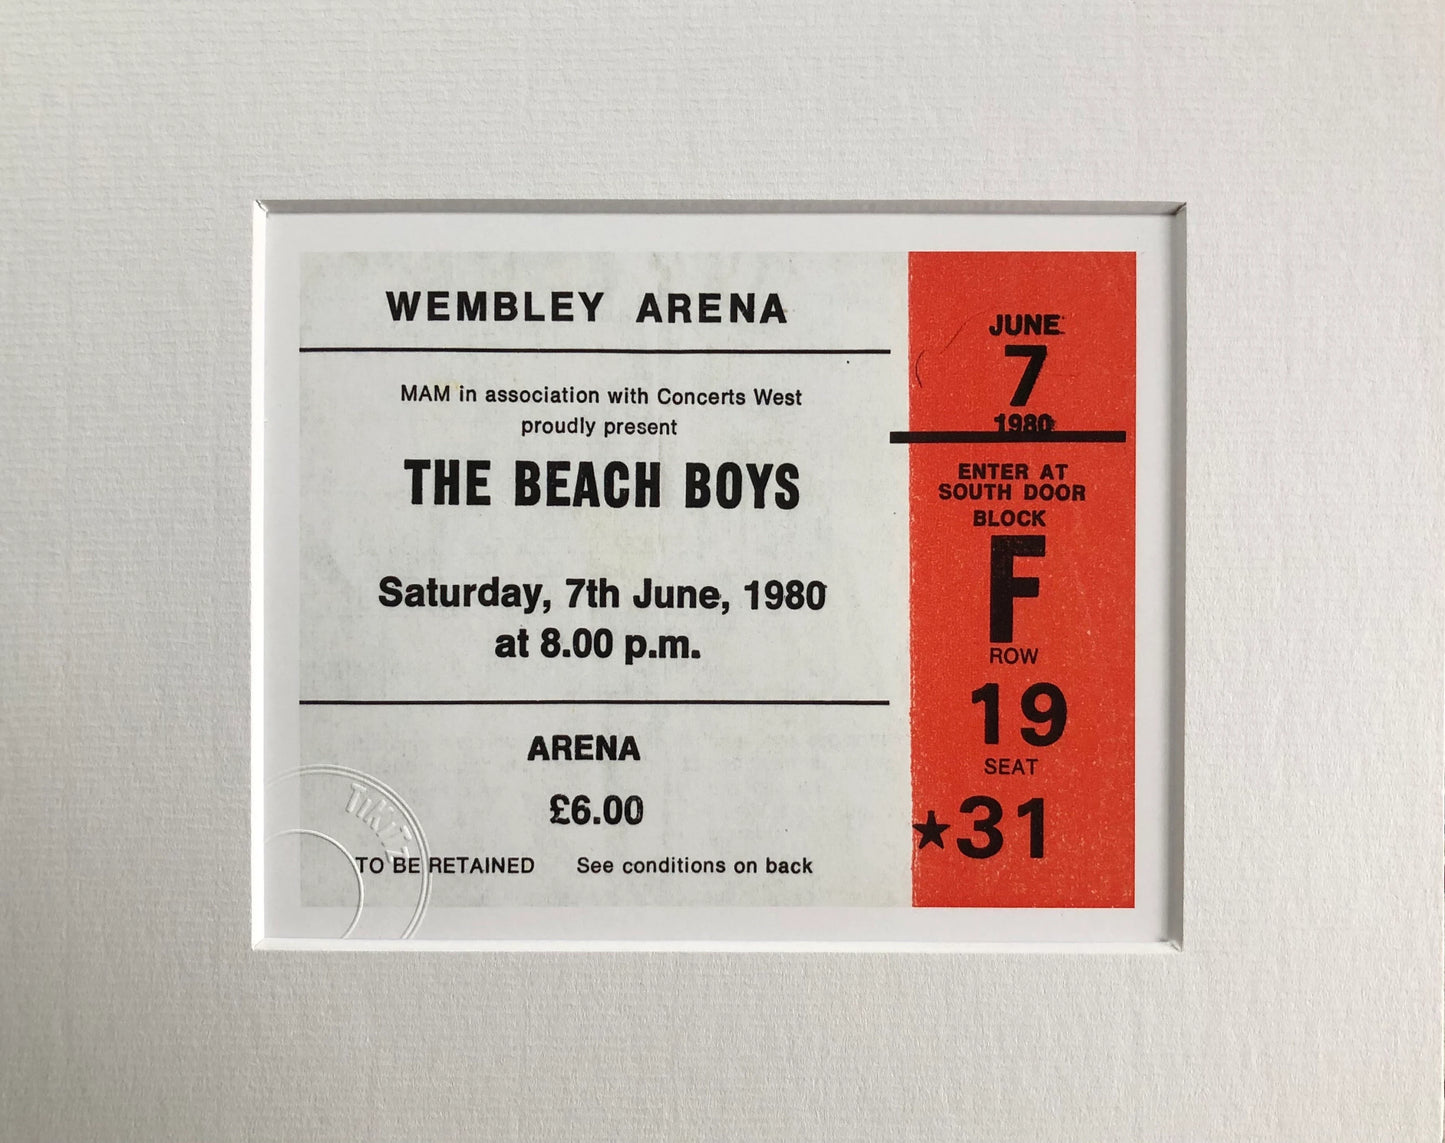 WEMBLEY ARENA
MAM in association with Concerts West
proudly present
THE BEACH BOYS
Saturday, 7th June, 1980
at 8.00 p.m.
ARENA
£6.00
TO BE RETAINED See conditions on back
TiKiTZ
JUNE
7
1980
ENTER AT
SOUTH DOOR
BLOCK
F
ROW
19
SEAT
★31